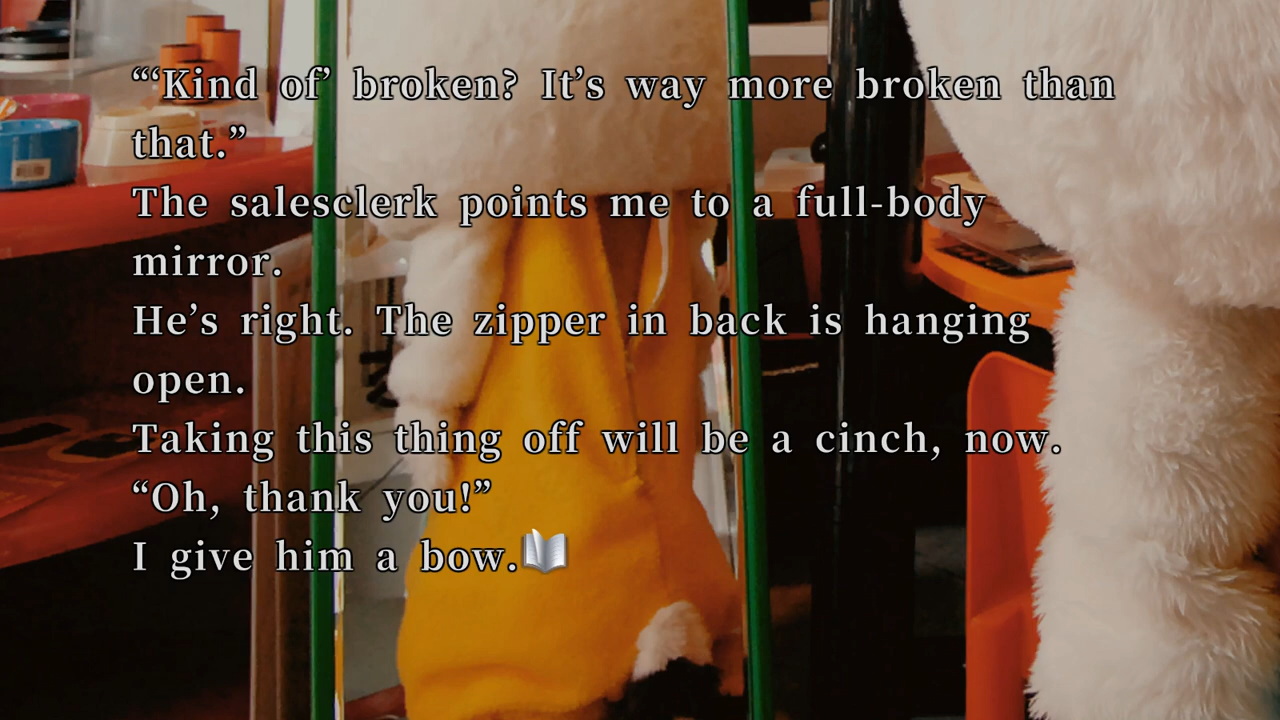 “‘Kind of’ broken? It’s way more broken than
that.”
The salesclerk points me to a full-body
mirror.
He’s right. The zipper in back is hanging
open.
Taking this thing off will be a cinch, now.
“Oh, thank you!”
I give him a bow.